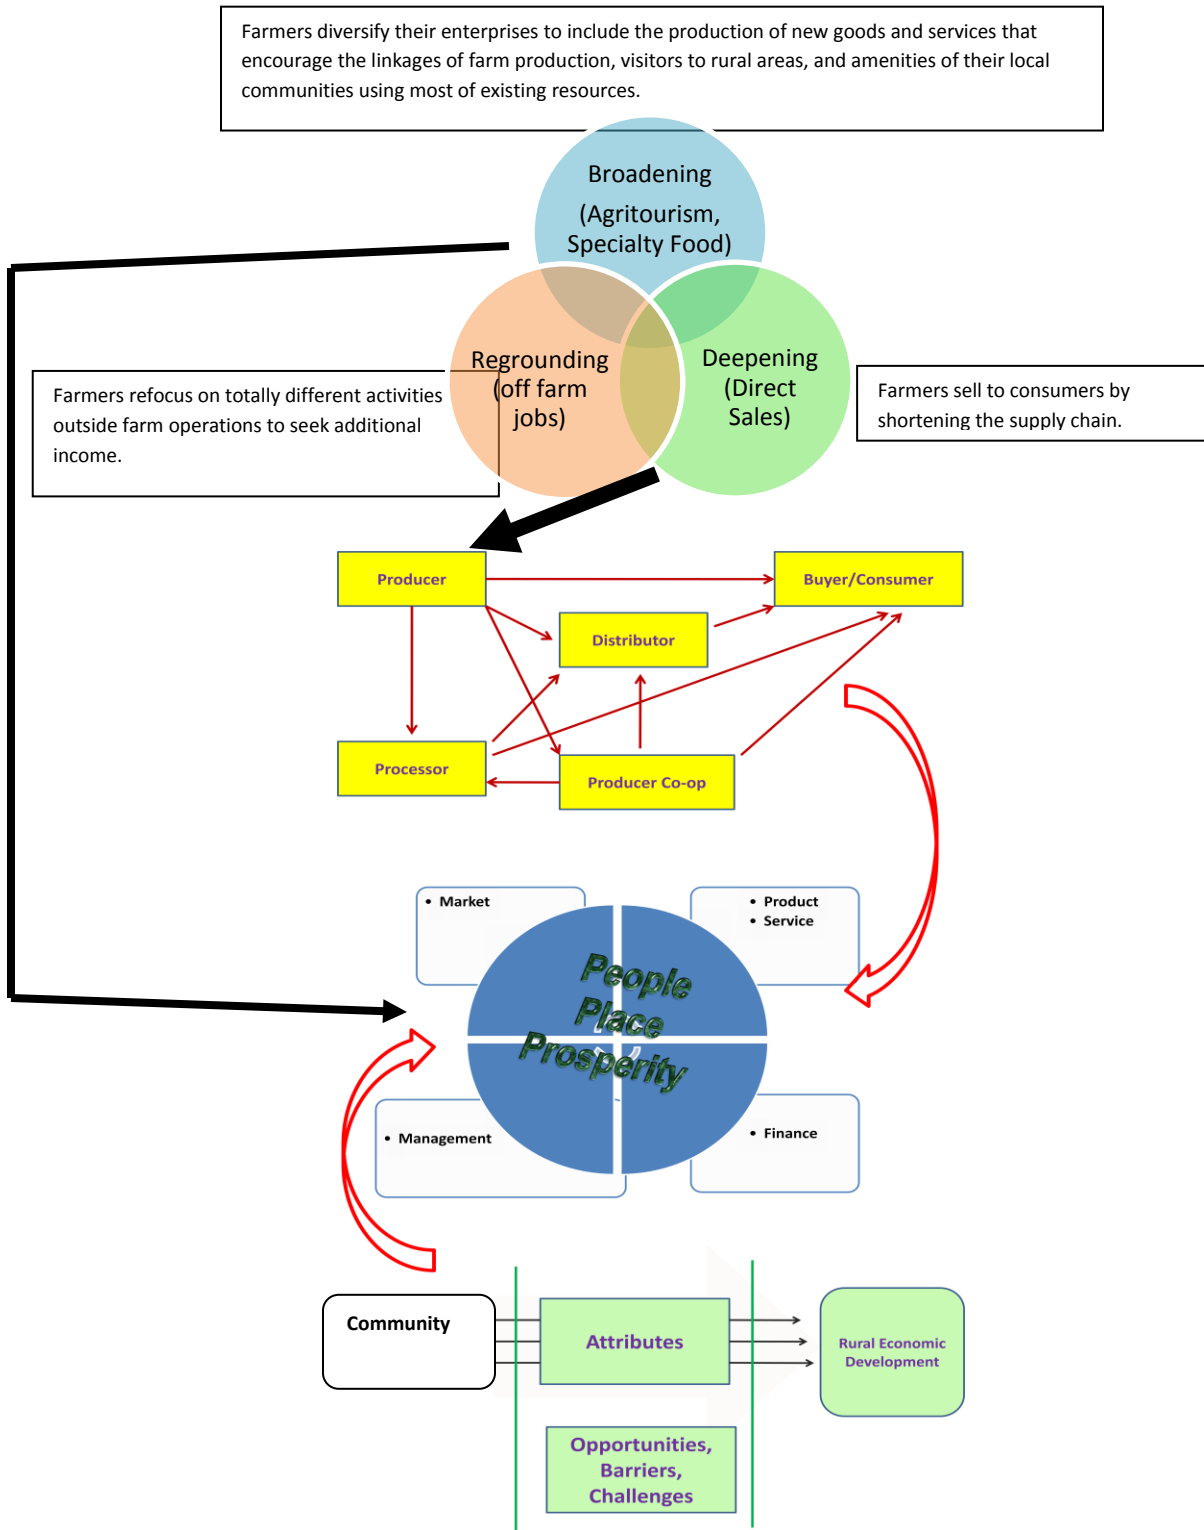 Farmers diversify their enterprises to include the production of new goods and services that
encourage the linkages of farm production, visitors to rural areas, and amenities of their local
communities using most of existing resources.
Broadening
(Agritourism,
Specialty Food)
Regrounding
(off farm
jobs)
Deepening
(Direct
Sales)
Farmers refocus on totally different activities
outside farm operations to seek additional
income.
Farmers sell to consumers by
shortening the supply chain.
Producer
Buyer/Consumer
Distributor
Processor
Producer Co-op
• Market
• Product
• Service
People
Place
Prosperity
• Management
• Finance
Community
Attributes
Rural Economic
Development
Opportunities,
Barriers,
Challenges